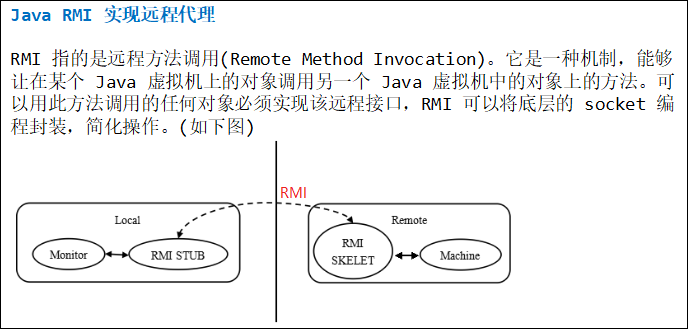 Java RMI 实现远程代理
RMI 指的是远程方法调用(Remote Method Invocation)。它是一种机制，能够
让在某个 Java 虚拟机上的对象调用另一个 Java 虚拟机中的对象上的方法。可
以用此方法调用的任何对象必须实现该远程接口，RMI 可以将底层的 socket 编
程封装，简化操作。(如下图)
RMI
Local
Monitor
RMI STUB
Remote
RMI
SKELET
Machine